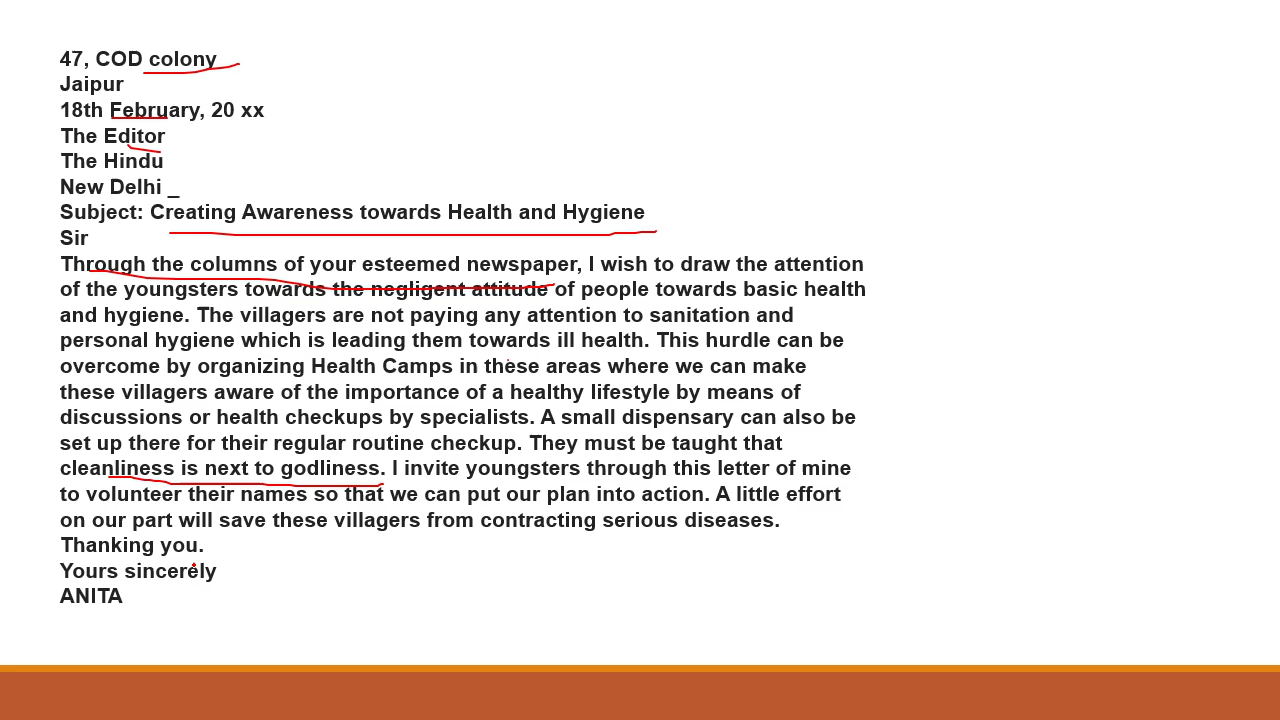 47, COD colony
Jaipur
18th February, 20 xx
The Editor
The Hindu
New Delhi _
Subject: Creating Awareness towards Health and Hygiene
Sir
Through the columns of your esteemed newspaper, I wish to draw the attention
of the youngsters towards the negligent attitude of people towards basic health
and hygiene. The villagers are not paying any attention to sanitation and
personal hygiene which is leading them towards ill health. This hurdle can be
overcome by organizing Health Camps in these areas where we can make
these villagers aware of the importance of a healthy lifestyle by means of
discussions or health checkups by specialists. A small dispensary can also be
set up there for their regular routine checkup. They must be taught that
cleanliness is next to godliness. I invite youngsters through this letter of mine
to volunteer their names so that we can put our plan into action. A little effort
on our part will save these villagers from contracting serious diseases.
Thanking you.
Yours sincerely
ANITA